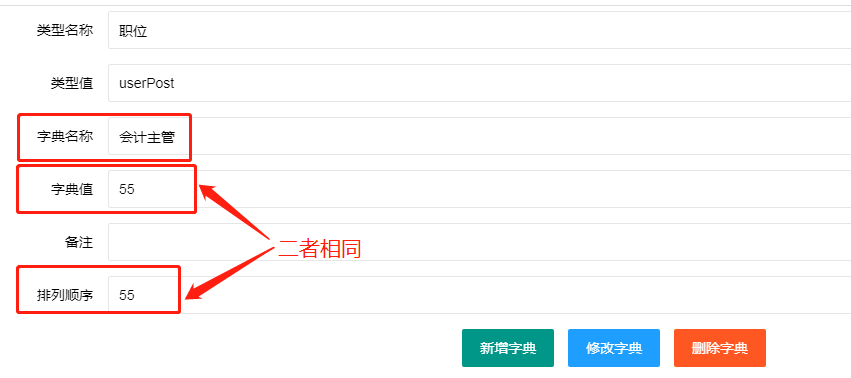 类型名称 职位
类型值 userPost
字典名称 会计主管
字典值 55
备注
二者相同
排列顺序 55
新增字典 修改字典 删除字典